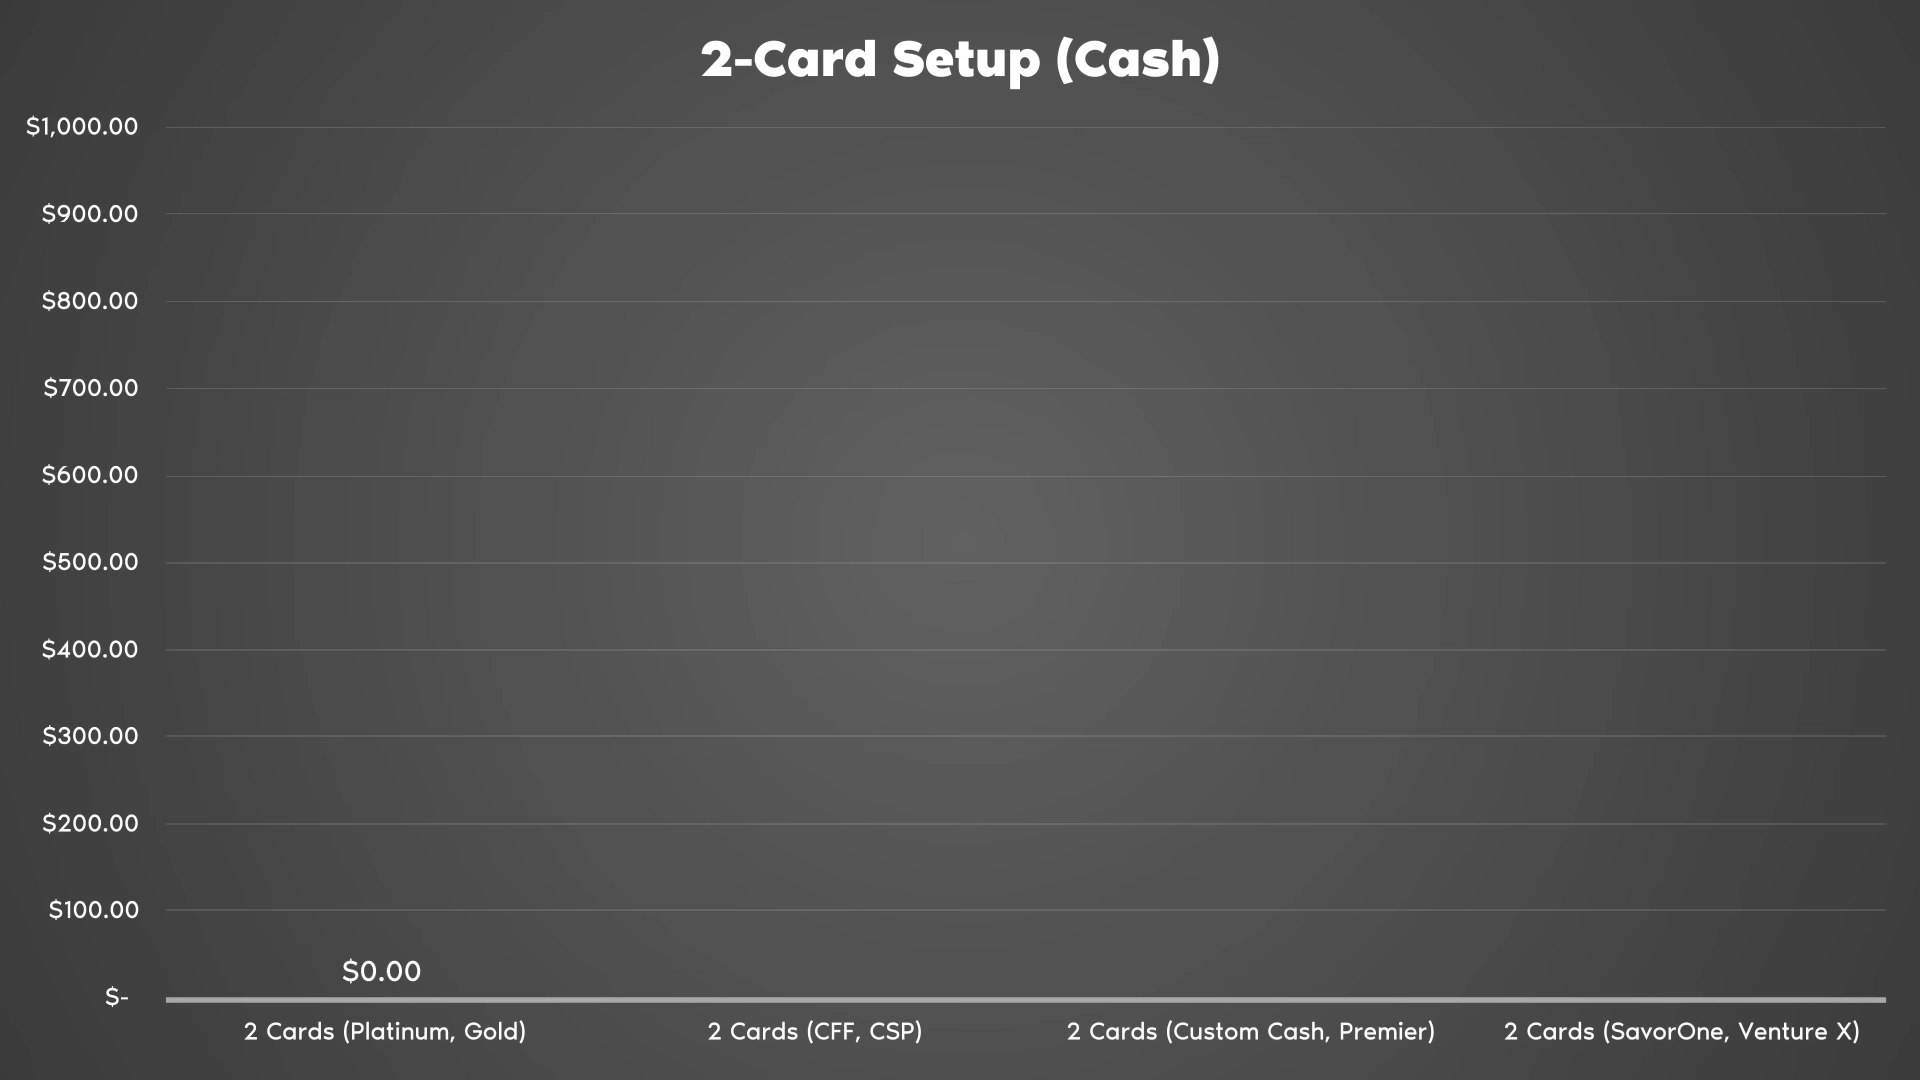 2-Card Setup (Cash)
$1,000.00
$900.00
$800.00
$700.00
$600.00
$500.00
$400.00
$300.00
$200.00
$100.00
$0.00
$-
2 Cards (Platinum, Gold)
2 Cards (CFF, CSP)
2 Cards (Custom Cash, Premier)
2 Cards (SavorOne, Venture X)